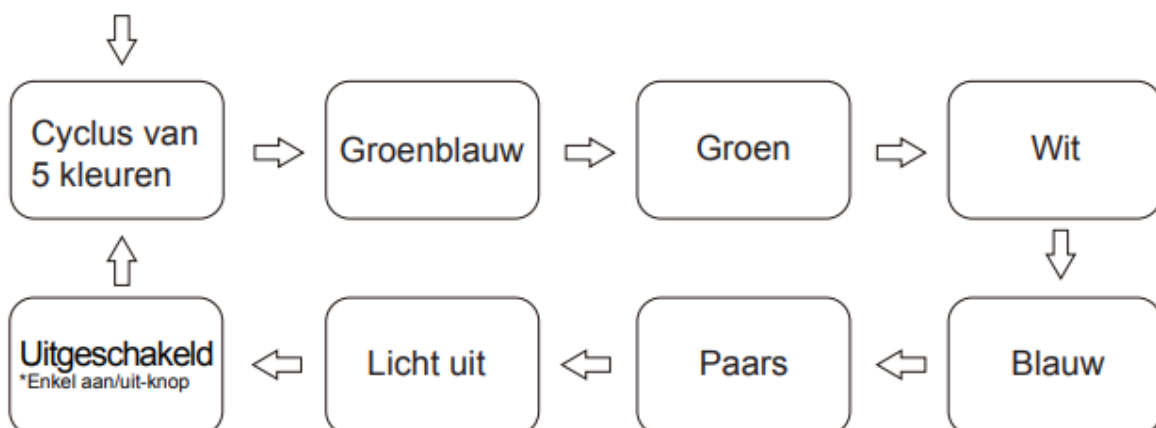 Cyclus van
5 kleuren
Groenblauw
Groen
Wit
Blauw
Paars
Licht uit
Uitgeschakeld
*Enkel aan/uit-knop